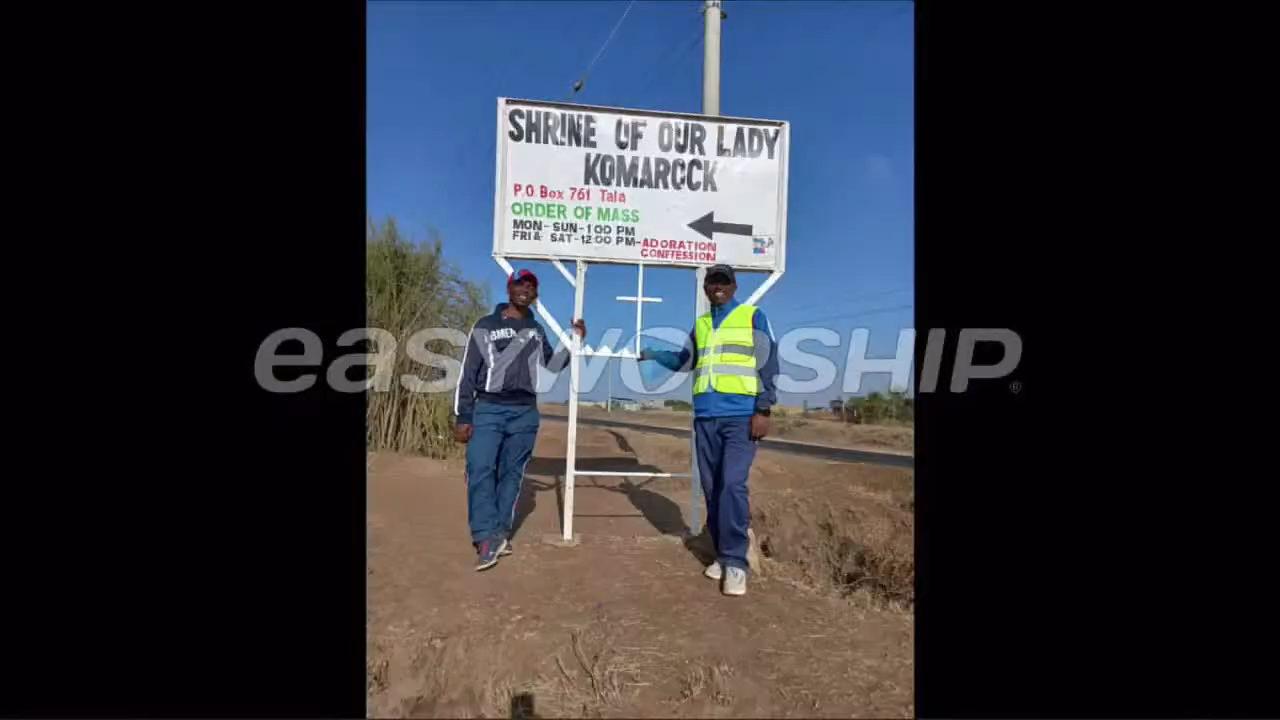 SHRINE OF OUR LADY
KOMAROCK
P.O.Box 761 Tala
ORDER OF MASS
MON-SUN-1:00 PM
FRI & SAT-12:00 PM-ADORATION
CONFESSION
easyWORSHIP®